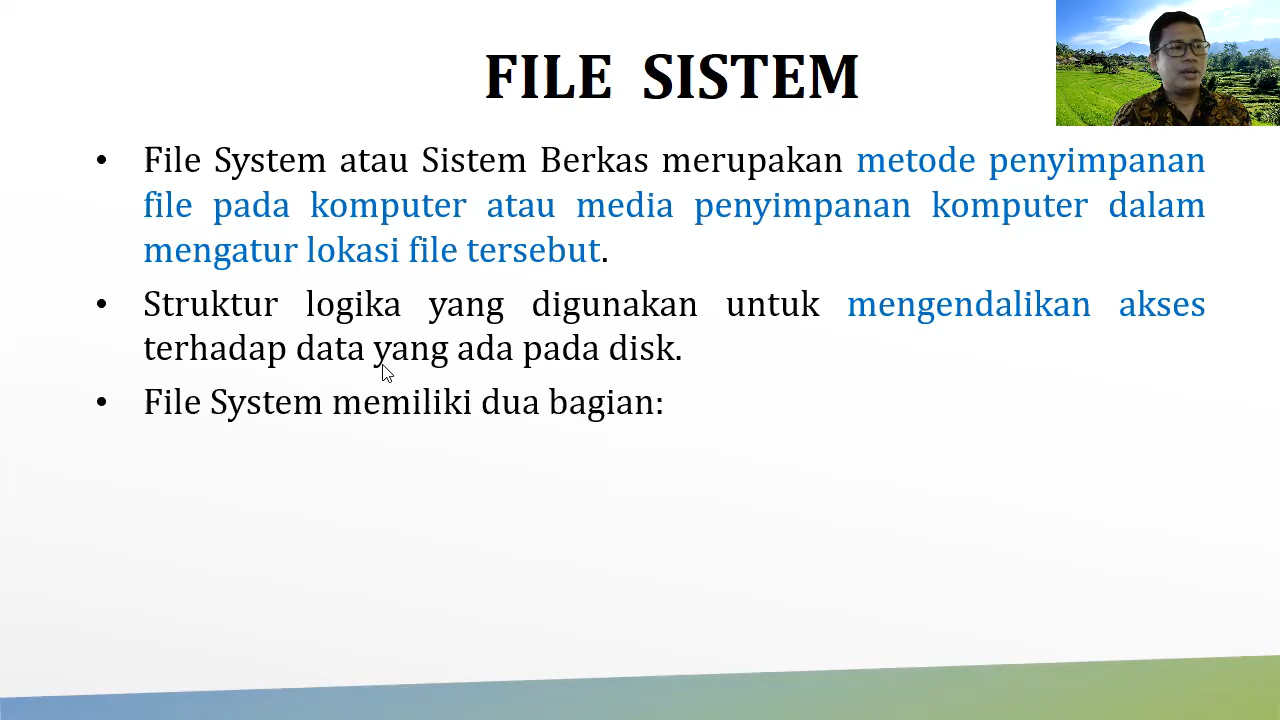 FILE SISTEM
• File System atau Sistem Berkas merupakan metode penyimpanan
file pada komputer atau media penyimpanan komputer dalam
mengatur lokasi file tersebut.
• Struktur logika yang digunakan untuk mengendalikan akses
terhadap data yang ada pada disk.
• File System memiliki dua bagian: